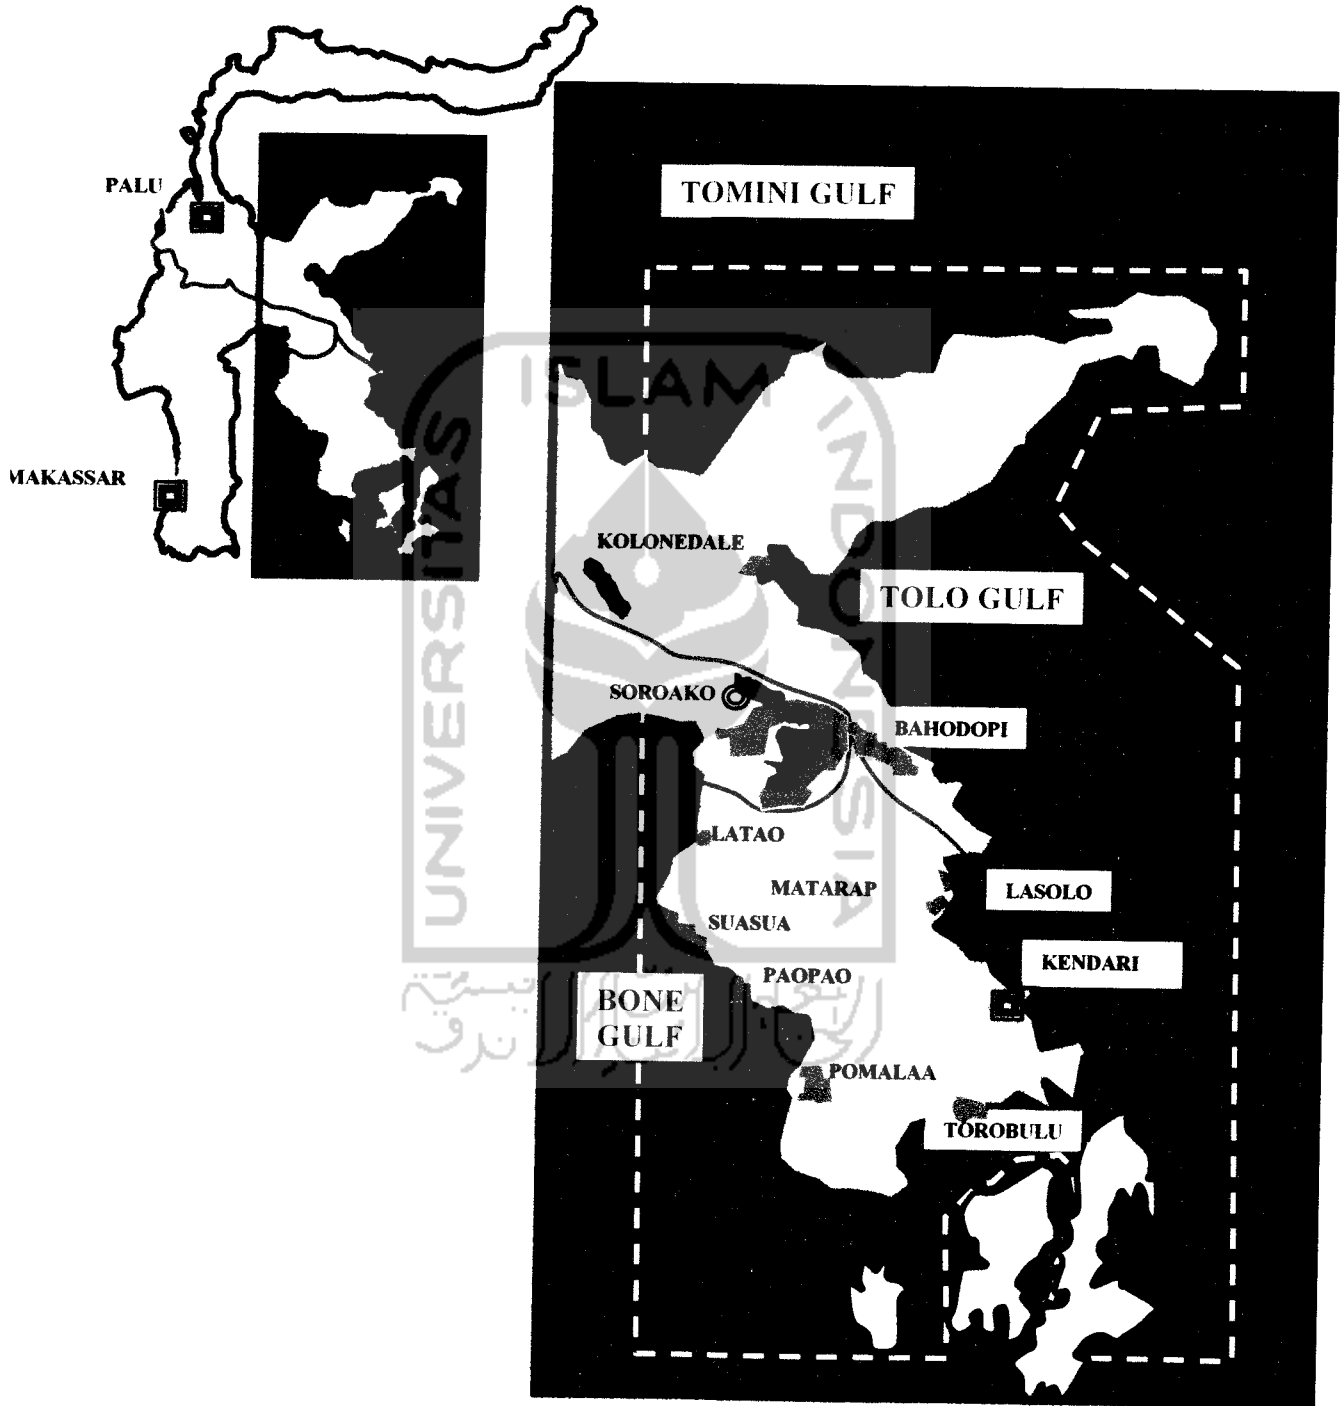 PALU
MAKASSAR
TOMINI GULF
KOLONEDALE
TOLO GULF
SOROAKO
BAHODOPI
LATAO
MATARAP
LASOLO
SUASUA
KENDARI
PAOPAO
BONE
GULF
POMALAA
TOROBULU
UNIVERSITAS
ISLAM
INDONESIA